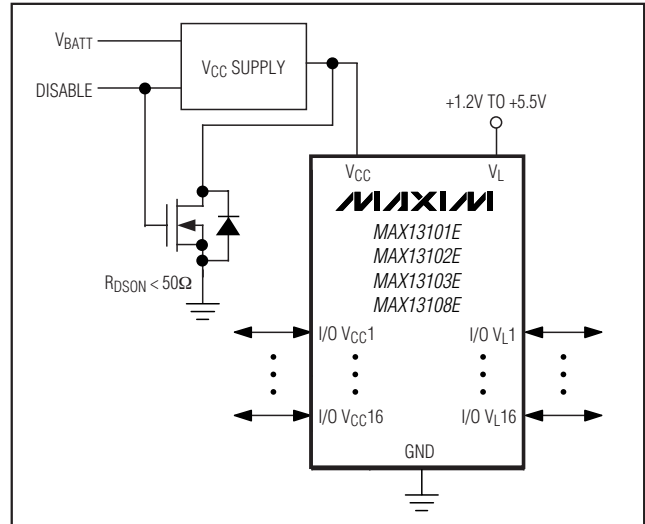 VBATT
VCC SUPPLY
DISABLE
+1.2V TO +5.5V
VCC
VL
MAXIM
MAX13101E
MAX13102E
MAX13103E
MAX13108E
RDSON < 50Ω
I/O VCC1
I/O VL1
I/O VCC16
I/O VL16
GND